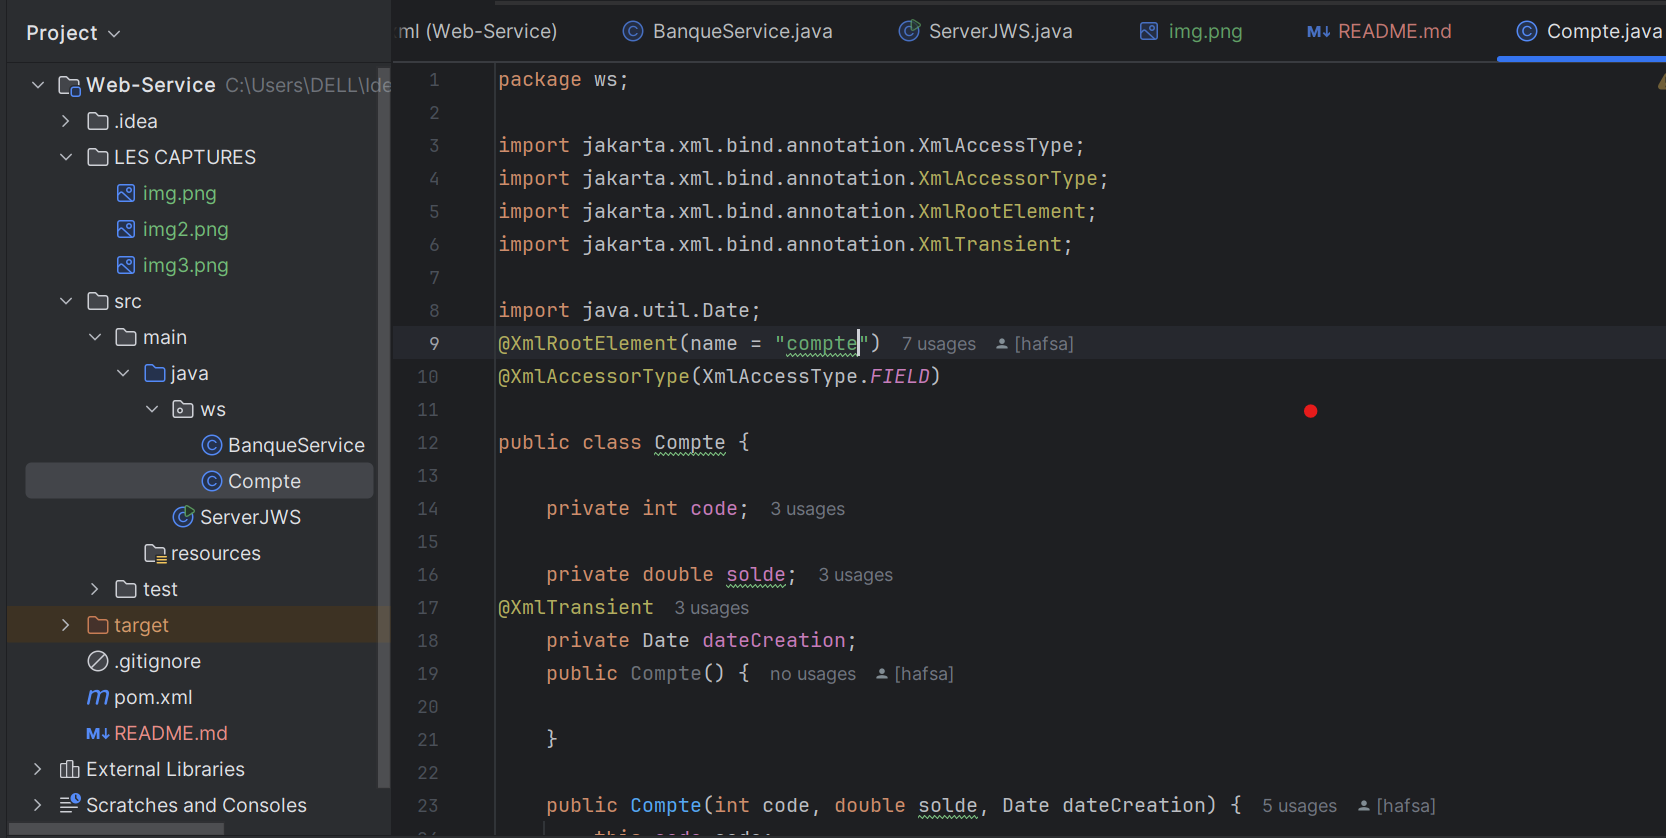 Project
ml (Web-Service)
BanqueService.java
ServerJWS.java
img.png
M↓ README.md
Compte.java
Web-Service C:\Users\DELL\Ide
.idea
LES CAPTURES
img.png
img2.png
img3.png
src
main
java
ws
BanqueService
Compte
ServerJWS
resources
test
target
.gitignore
m pom.xml
M↓ README.md
External Libraries
Scratches and Consoles
1 package ws;
2
3 import jakarta.xml.bind.annotation.XmlAccessType;
4 import jakarta.xml.bind.annotation.XmlAccessorType;
5 import jakarta.xml.bind.annotation.XmlRootElement;
6 import jakarta.xml.bind.annotation.XmlTransient;
7
8 import java.util.Date;
9 @XmlRootElement(name = "compte") 7 usages [hafsa]
10 @XmlAccessorType(XmlAccessType.FIELD)
11
12 public class Compte {
13
14 private int code; 3 usages
15
16 private double solde; 3 usages
17 @XmlTransient 3 usages
18 private Date dateCreation;
19 public Compte() { no usages [hafsa]
20
21 }
22
23 public Compte(int code, double solde, Date dateCreation) { 5 usages [hafsa]